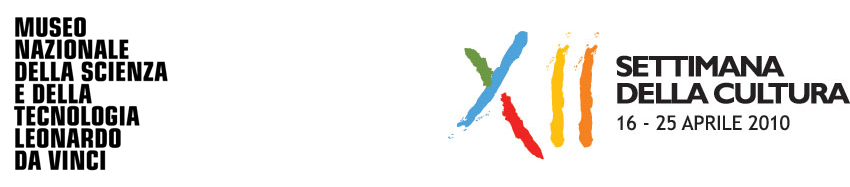 MUSEO
NAZIONALE
DELLA SCIENZA
E DELLA
TECNOLOGIA
LEONARDO
DA VINCI
XII
SETTIMANA
DELLA CULTURA
16 - 25 APRILE 2010